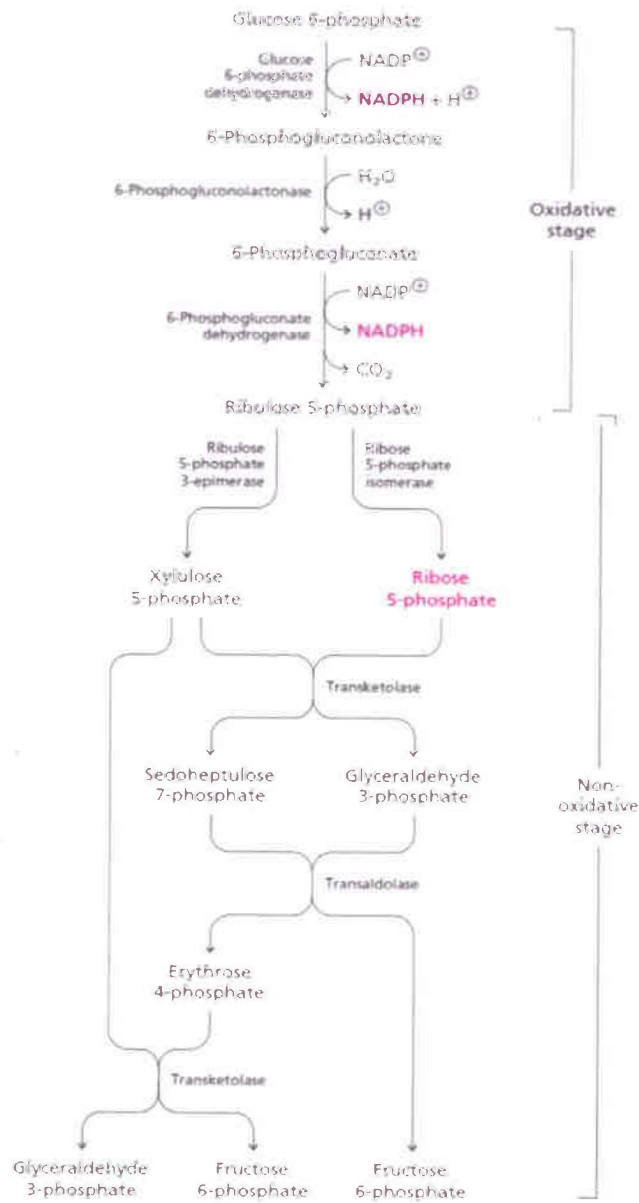 Glucose 6-phosphate
Glucose
6-phosphate
dehydrogenase
NADP⊕
NADPH + H⊕
6-Phosphogluconolactone
6-Phosphogluconolactonase
H₂O
H⊕
Oxidative
stage
6-Phosphogluconate
6-Phosphogluconate
dehydrogenase
NADP⊕
NADPH
CO₂
Ribulose 5-phosphate
Ribulose
5-phosphate
3-epimerase
Ribose
5-phosphate
isomerase
Xylulose
5-phosphate
Ribose
5-phosphate
Transketolase
Sedoheptulose
7-phosphate
Glyceraldehyde
3-phosphate
Non-
oxidative
stage
Transaldolase
Erythrose
4-phosphate
Transketolase
Glyceraldehyde
3-phosphate
Fructose
6-phosphate
Fructose
6-phosphate